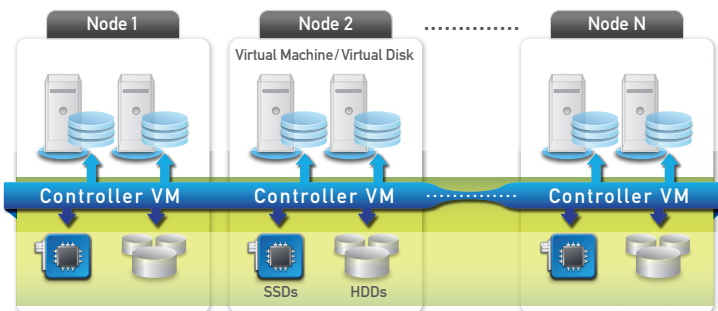 Node 1
Node 2
Node N
Virtual Machine/Virtual Disk
Controller VM
Controller VM
Controller VM
SSDs
HDDs